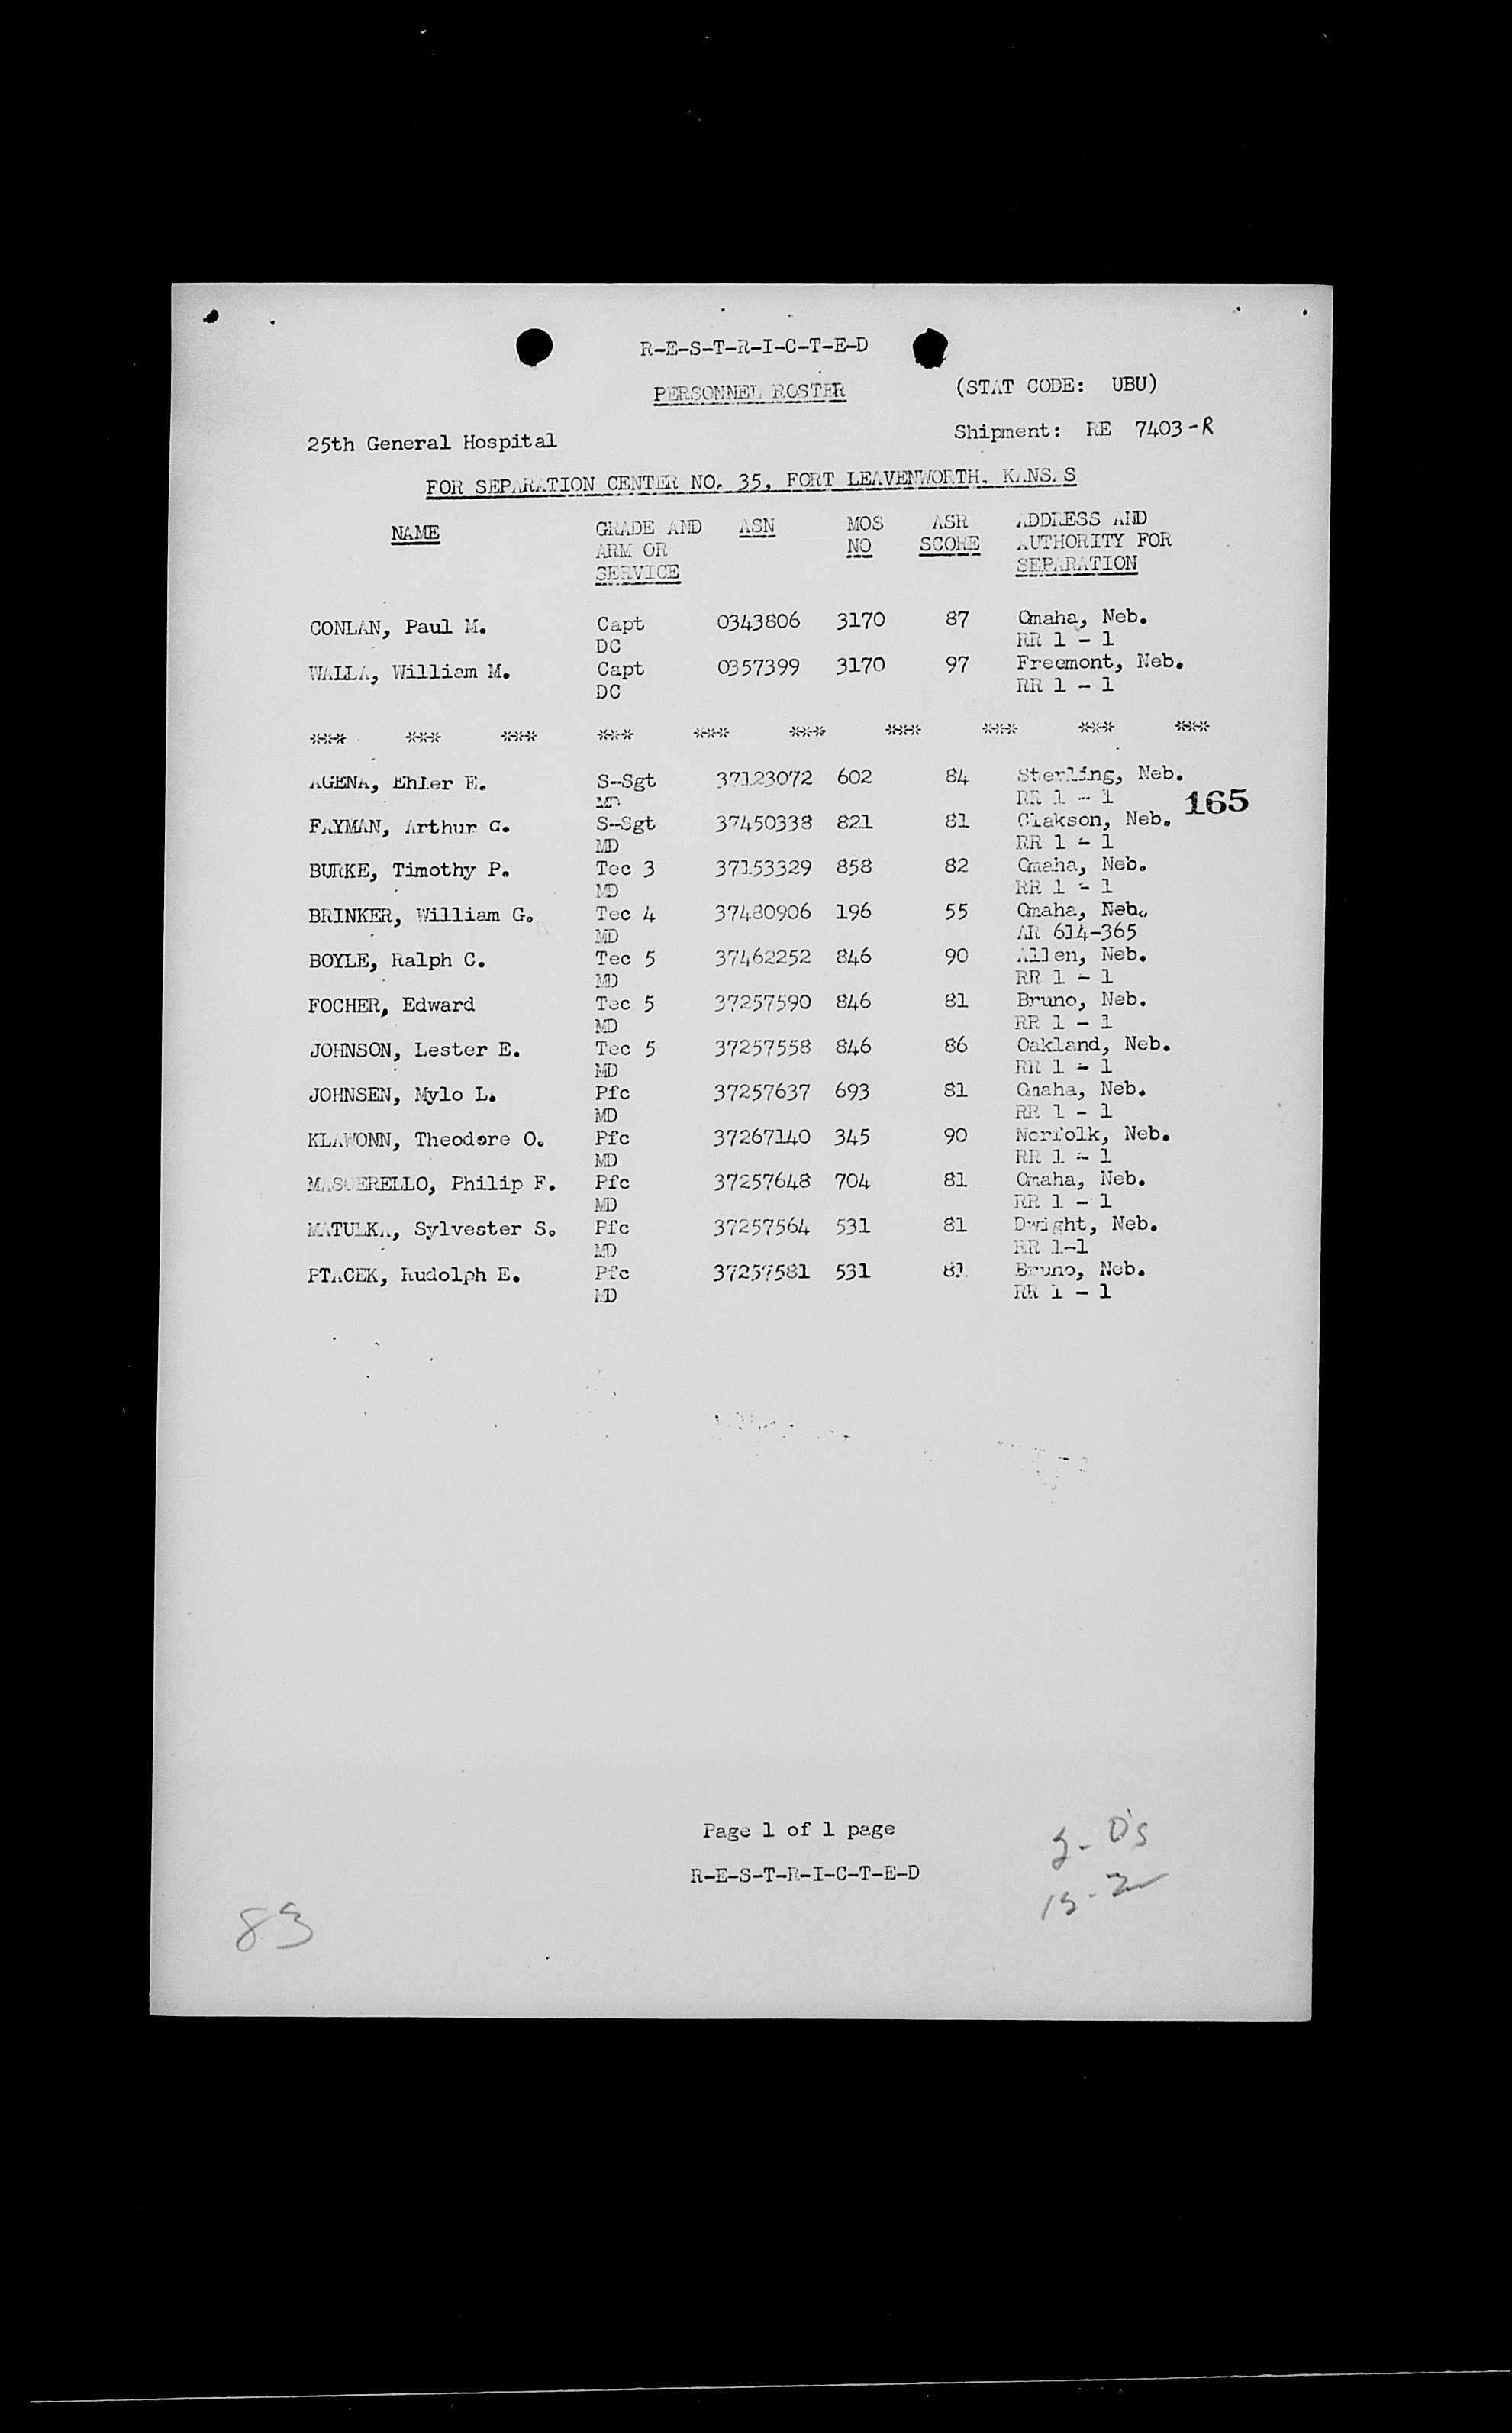 R-E-S-T-R-I-C-T-E-D
PERSONNEL ROSTER (STAT CODE: UBU)
25th General Hospital Shipment: RE 7403-R
FOR SEPARATION CENTER NO. 35, FORT LEAVENWORTH, KANSAS
NAME GRADE AND ASN MOS ASR ADDRESS AND
ARM OR NO SCORE AUTHORITY FOR
SERVICE SEPARATION
CONLAN, Paul M. Capt 0343806 3170 87 Omaha, Neb.
DC RR 1 - 1
WALLA, William M. Capt 0357399 3170 97 Freemont, Neb.
DC RR 1 - 1
*** *** *** *** *** *** *** *** *** ***
AGENA, Ehler E. S-Sgt 37123072 602 84 Sterling, Neb.
MD RR 1 - 1 165
FAYMAN, Arthur G. S-Sgt 37450338 821 81 Clakson, Neb.
MD RR 1 - 1
BURKE, Timothy P. Tec 3 37153329 858 82 Omaha, Neb.
MD RR 1 - 1
BRINKER, William G. Tec 4 37480906 196 55 Omaha, Neb.
MD AR 614-365
BOYLE, Ralph C. Tec 5 37462252 846 90 Allen, Neb.
MD RR 1 - 1
FOCHER, Edward Tec 5 37257590 846 81 Bruno, Neb.
MD RR 1 - 1
JOHNSON, Lester E. Tec 5 37257558 846 86 Oakland, Neb.
MD RR 1 - 1
JOHNSEN, Mylo L. Pfc 37257637 693 81 Omaha, Neb.
MD RR 1 - 1
KLAWONN, Theodore O. Pfc 37267140 345 90 Norfolk, Neb.
MD RR 1 - 1
MASCERELLO, Philip F. Pfc 37257648 704 81 Omaha, Neb.
MD RR 1 - 1
MATULKA, Sylvester S. Pfc 37257564 531 81 Dwight, Neb.
MD RR 1-1
PTACEK, Rudolph E. Pfc 37257581 531 81 Bruno, Neb.
MD RR 1 - 1
Page 1 of 1 page
R-E-S-T-R-I-C-T-E-D
83